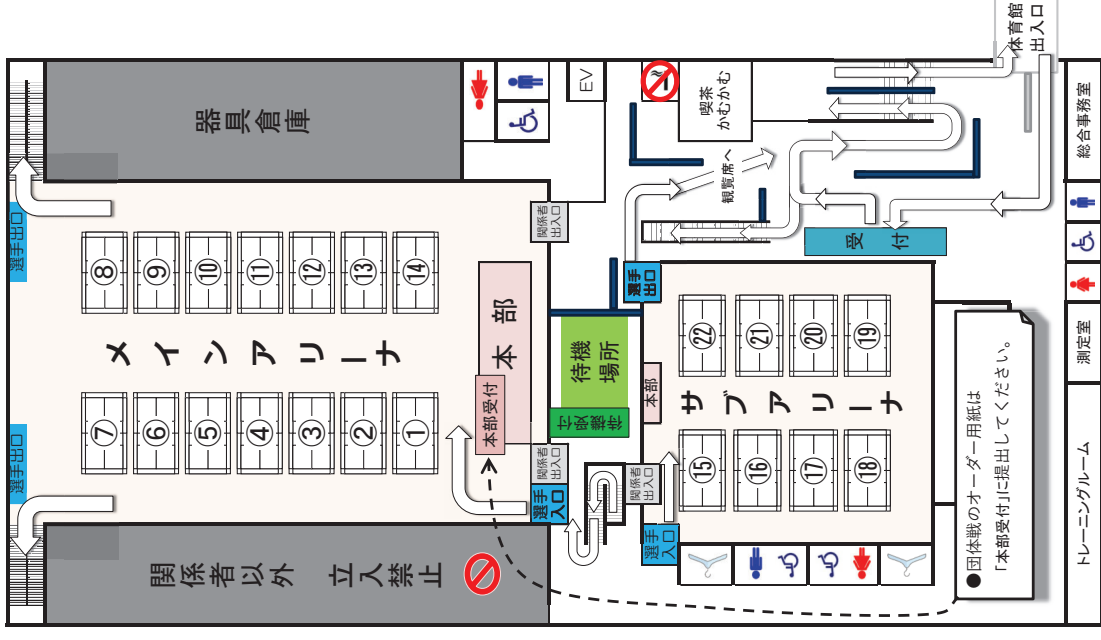 体育館
出入口
器具倉庫
EV
喫茶
かむかむ
総合事務室
観覧席へ
選手出口
関係者
出入口
受付
選手
出口
⑧
⑨
⑩
⑪
⑫
⑬
⑭
メインアリーナ
本部
本部受付
待機
場所
待機受付
本部
㉒
㉑
⑳
⑲
サブアリーナ
測定室
⑦
⑥
⑤
④
③
②
①
⑮
⑯
⑰
⑱
選手出口
関係者
出入口
選手
入口
関係者
出入口
選手
入口
関係者以外 立入禁止
●団体戦のオーダー用紙は
「本部受付」に提出してください。
トレーニングルーム